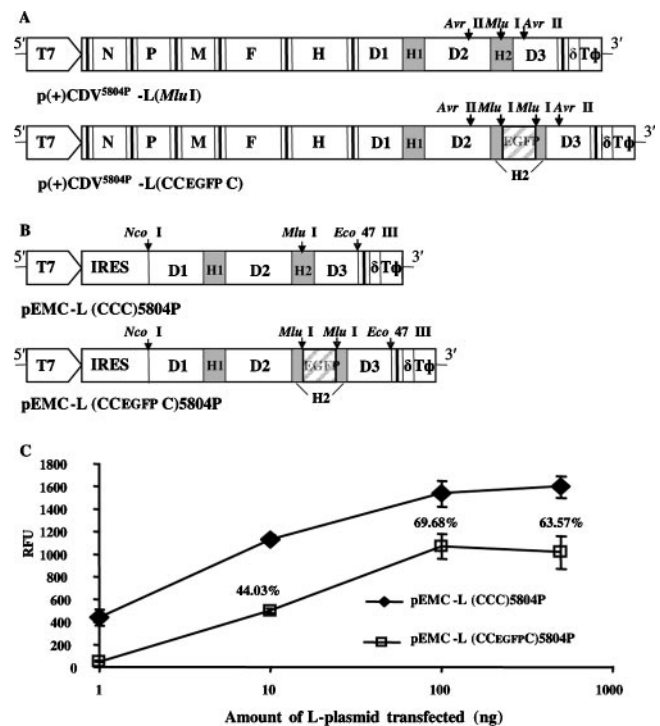 A
Avr II Mlu I Avr II
5′ T7 N P M F H D1 H1 D2 H2 D3 δ Tϕ 3′
p(+)CDV5804P -L(Mlu I)
Avr II Mlu I Mlu I Avr II
5′ T7 N P M F H D1 H1 D2 EGFP D3 δ Tϕ 3′
H2
p(+)CDV5804P -L(CCEGFP C)
B
Nco I Mlu I Eco 47 III
5′ T7 IRES D1 H1 D2 H2 D3 δ Tϕ 3′
pEMC-L (CCC)5804P
Nco I Mlu I Mlu I Eco 47 III
5′ T7 IRES D1 H1 D2 EGFP D3 δ Tϕ 3′
H2
pEMC-L (CCEGFP C)5804P
C
1800
1600
1400
1200
1000
800
600
400
200
0
RFU
69.68% 63.57%
44.03%
pEMC-L (CCC)5804P
pEMC-L (CCEGFPC)5804P
1 10 100 1000
Amount of L-plasmid transfected (ng)